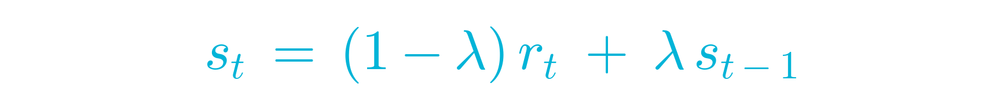 s_t = (1 − λ) r_t + λ s_{t−1}